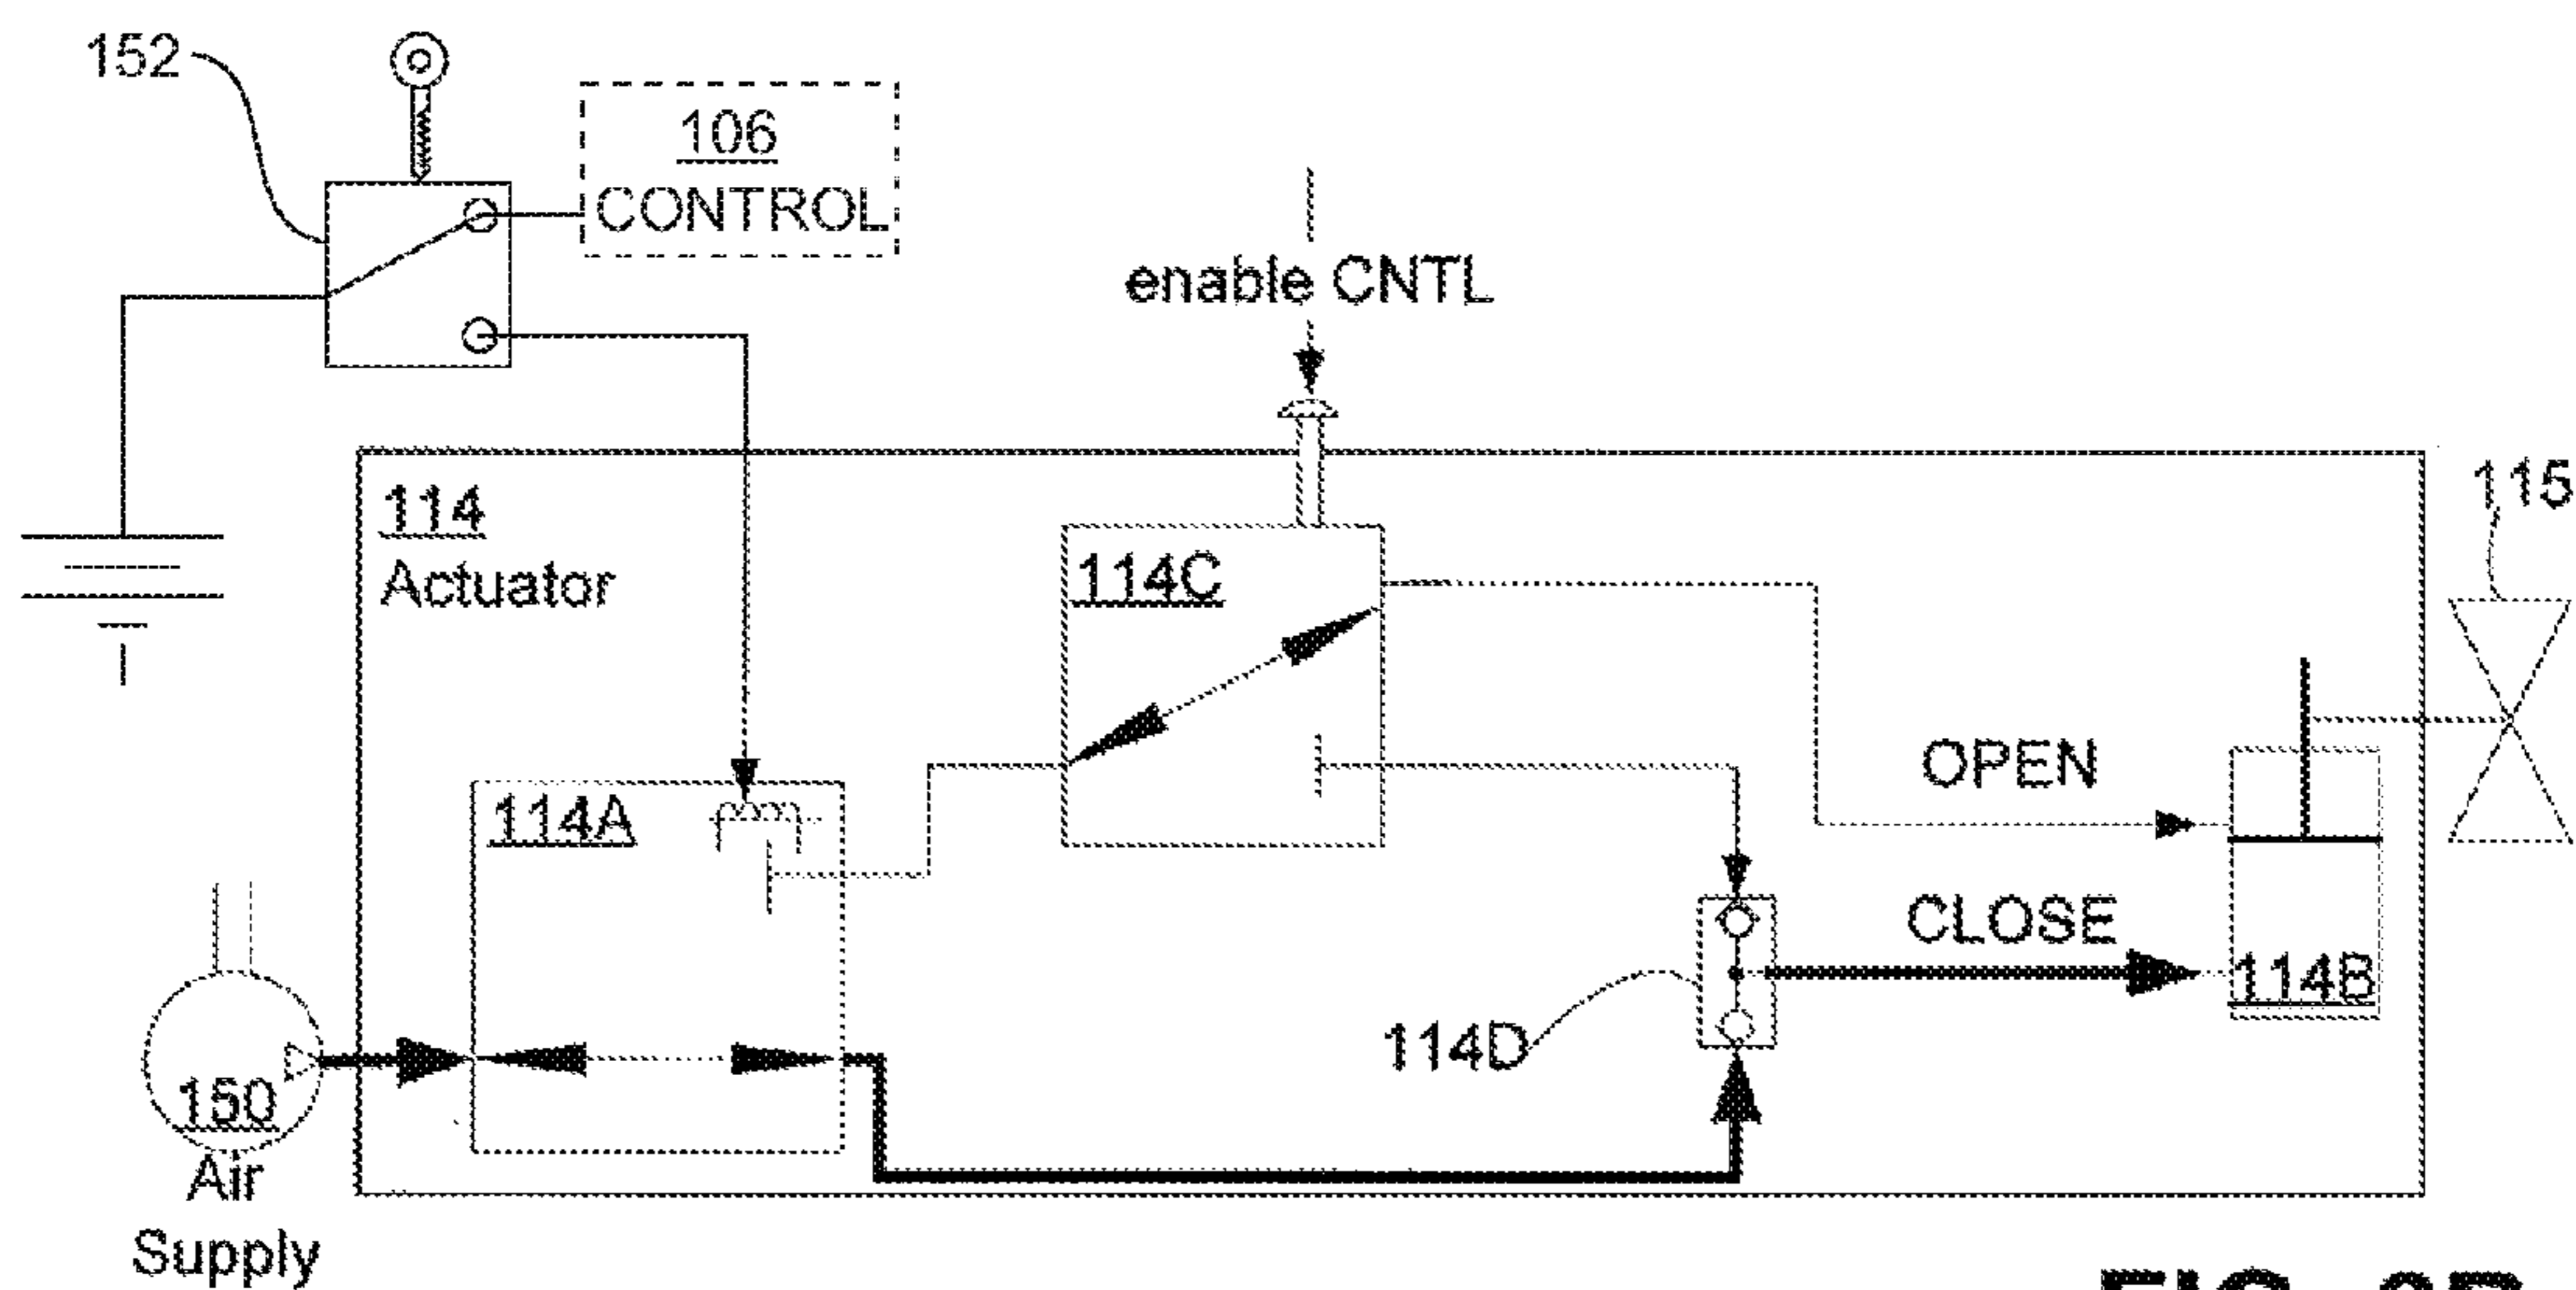 152
106
CONTROL
enable CNTL
115
114
Actuator
114C
114A
OPEN
CLOSE
114B
114D
150
Air
Supply